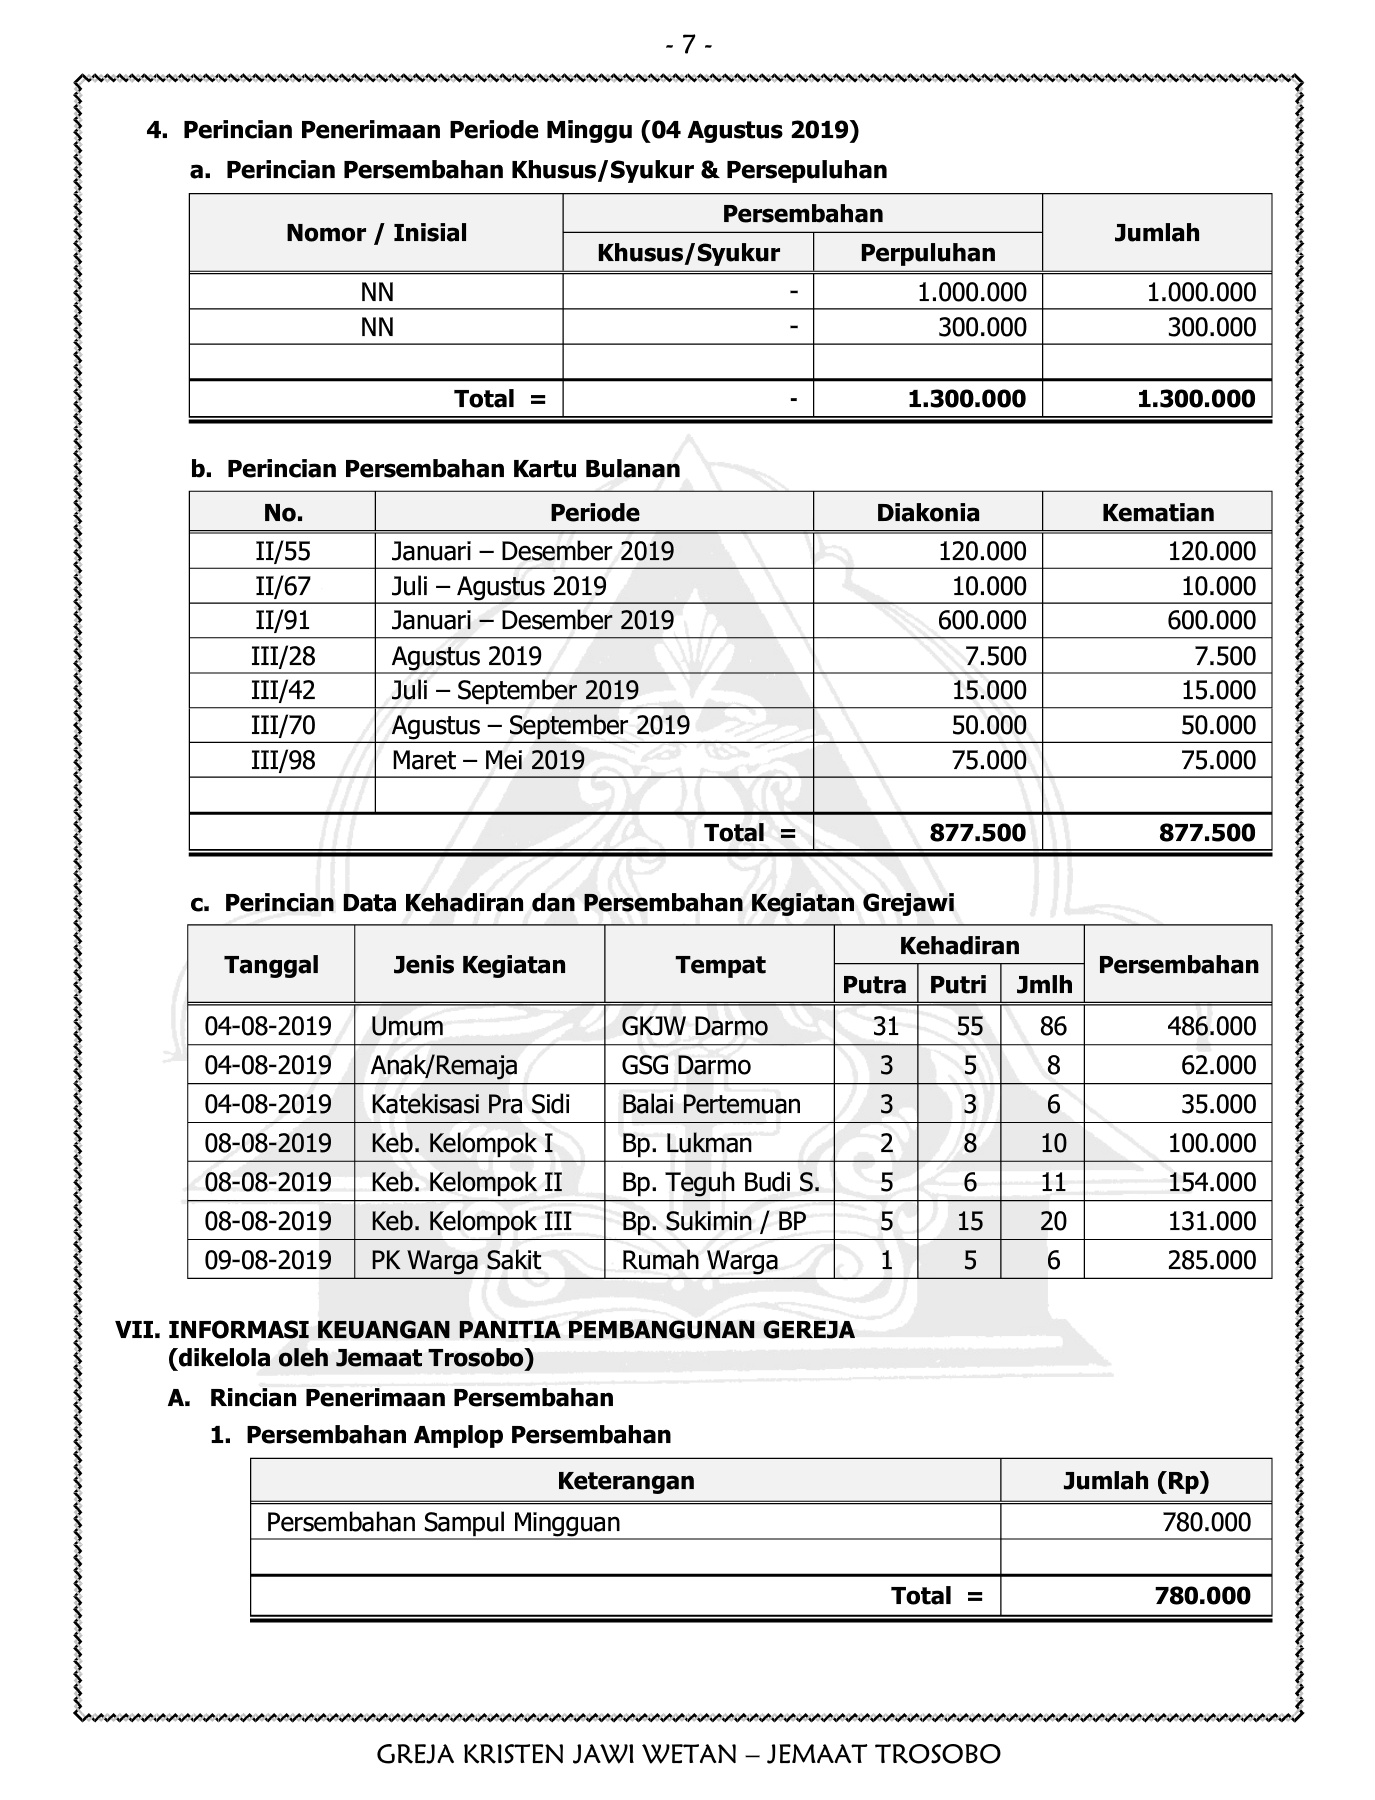 - 7 -
4. Perincian Penerimaan Periode Minggu (04 Agustus 2019)
a. Perincian Persembahan Khusus/Syukur & Persepuluhan
Nomor / Inisial Persembahan Jumlah
Khusus/Syukur Perpuluhan
NN - 1.000.000 1.000.000
NN - 300.000 300.000
Total = - 1.300.000 1.300.000
b. Perincian Persembahan Kartu Bulanan
No. Periode Diakonia Kematian
II/55 Januari – Desember 2019 120.000 120.000
II/67 Juli – Agustus 2019 10.000 10.000
II/91 Januari – Desember 2019 600.000 600.000
III/28 Agustus 2019 7.500 7.500
III/42 Juli – September 2019 15.000 15.000
III/70 Agustus – September 2019 50.000 50.000
III/98 Maret – Mei 2019 75.000 75.000
Total = 877.500 877.500
c. Perincian Data Kehadiran dan Persembahan Kegiatan Grejawi
Tanggal Jenis Kegiatan Tempat Kehadiran Persembahan
Putra Putri Jmlh
04-08-2019 Umum GKJW Darmo 31 55 86 486.000
04-08-2019 Anak/Remaja GSG Darmo 3 5 8 62.000
04-08-2019 Katekisasi Pra Sidi Balai Pertemuan 3 3 6 35.000
08-08-2019 Keb. Kelompok I Bp. Lukman 2 8 10 100.000
08-08-2019 Keb. Kelompok II Bp. Teguh Budi S. 5 6 11 154.000
08-08-2019 Keb. Kelompok III Bp. Sukimin / BP 5 15 20 131.000
09-08-2019 PK Warga Sakit Rumah Warga 1 5 6 285.000
VII. INFORMASI KEUANGAN PANITIA PEMBANGUNAN GEREJA
(dikelola oleh Jemaat Trosobo)
A. Rincian Penerimaan Persembahan
1. Persembahan Amplop Persembahan
Keterangan Jumlah (Rp)
Persembahan Sampul Mingguan 780.000
Total = 780.000
GREJA KRISTEN JAWI WETAN – JEMAAT TROSOBO